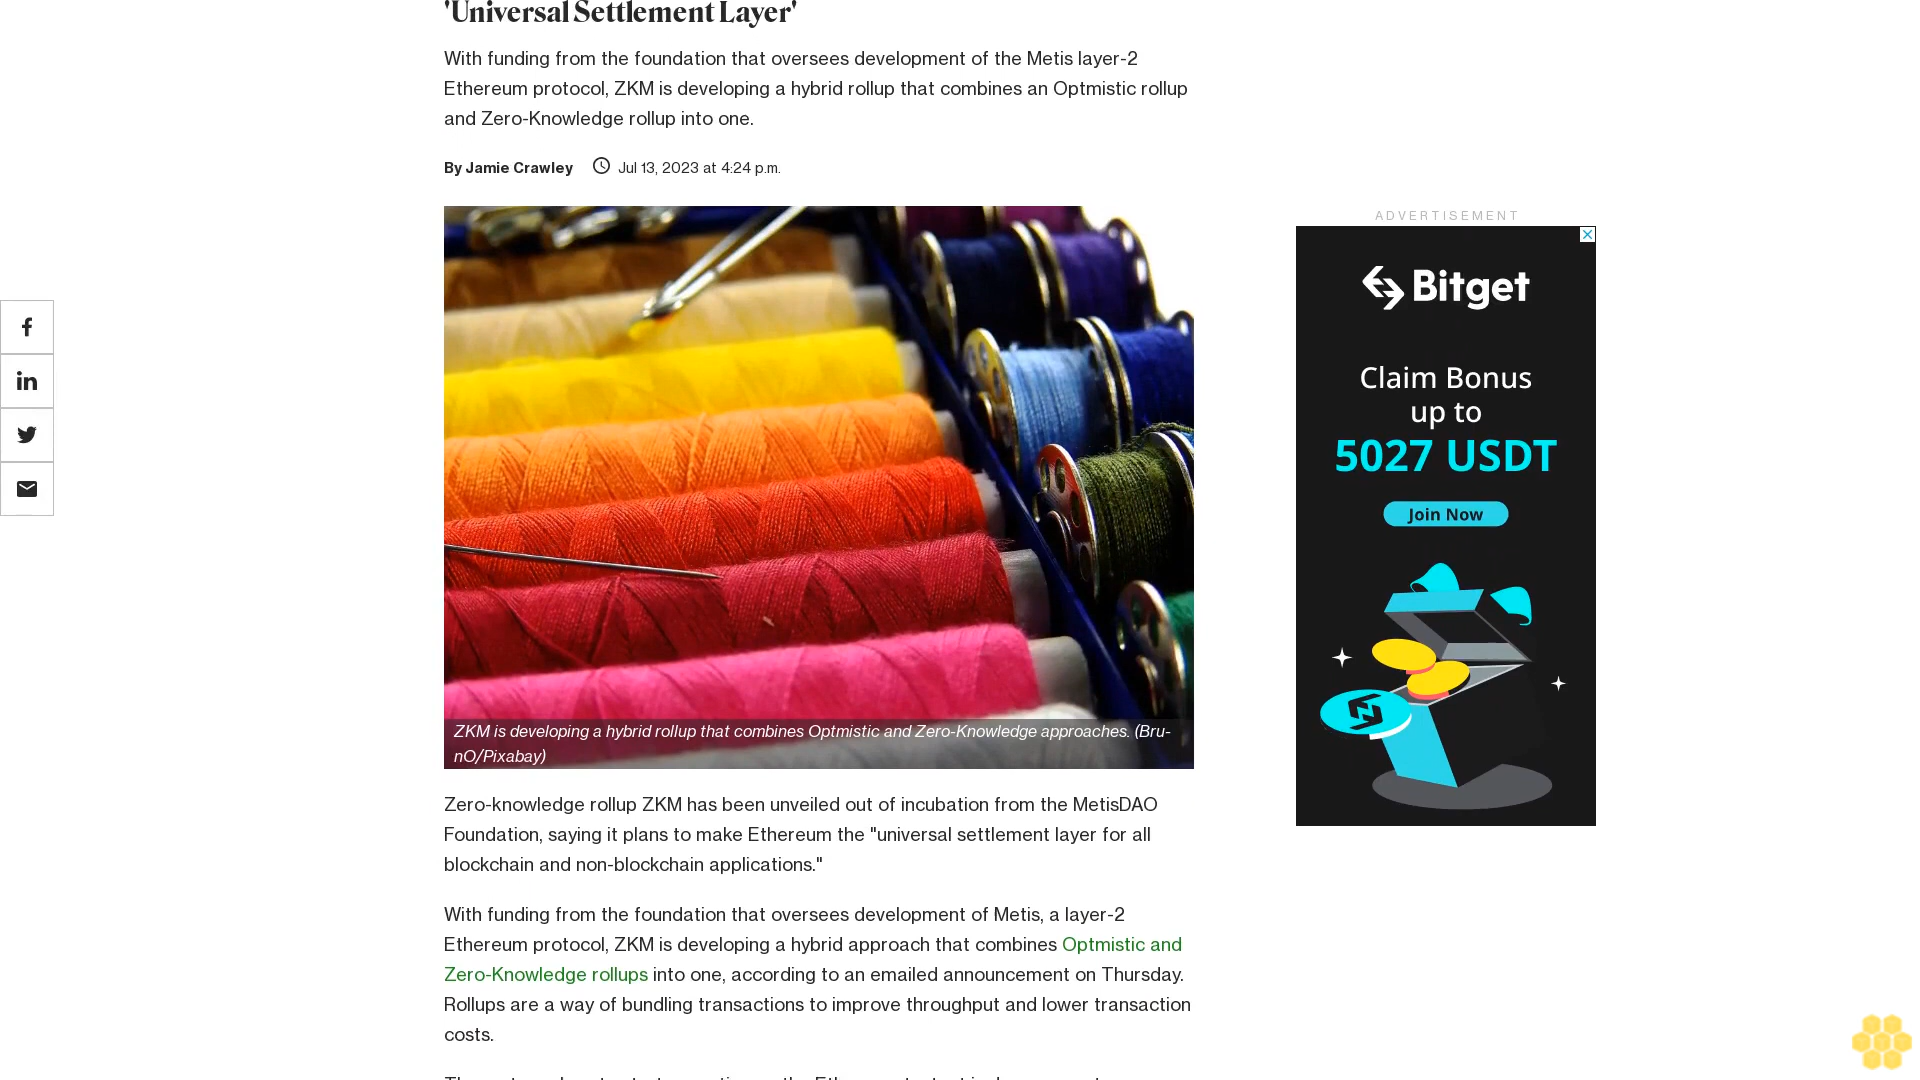 'Universal Settlement Layer'
With funding from the foundation that oversees development of the Metis layer-2
Ethereum protocol, ZKM is developing a hybrid rollup that combines an Optmistic rollup
and Zero-Knowledge rollup into one.
By Jamie Crawley Jul 13, 2023 at 4:24 p.m.
ZKM is developing a hybrid rollup that combines Optmistic and Zero-Knowledge approaches. (Bru-
nO/Pixabay)
Zero-knowledge rollup ZKM has been unveiled out of incubation from the MetisDAO
Foundation, saying it plans to make Ethereum the "universal settlement layer for all
blockchain and non-blockchain applications."
With funding from the foundation that oversees development of Metis, a layer-2
Ethereum protocol, ZKM is developing a hybrid approach that combines Optmistic and
Zero-Knowledge rollups into one, according to an emailed announcement on Thursday.
Rollups are a way of bundling transactions to improve throughput and lower transaction
costs.
ADVERTISEMENT
Bitget
Claim Bonus
up to
5027 USDT
Join Now